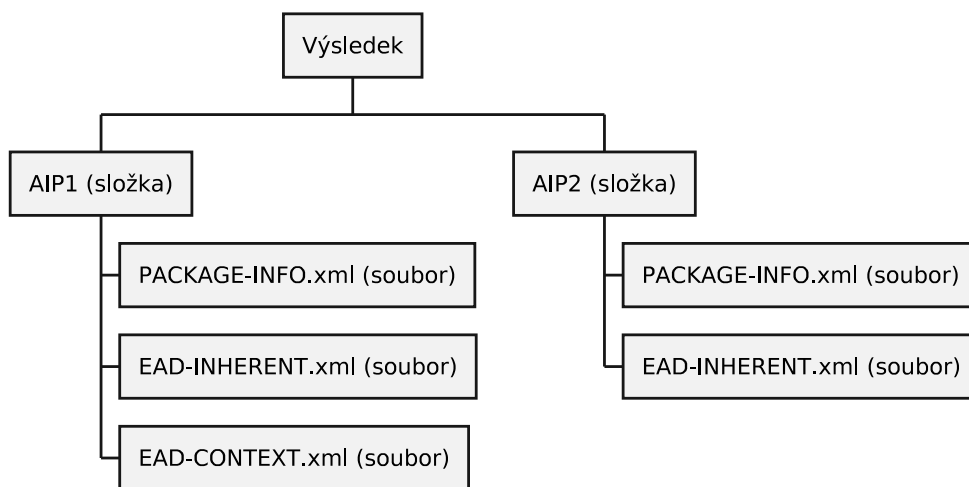 Výsledek
AIP1 (složka)
AIP2 (složka)
PACKAGE-INFO.xml (soubor)
PACKAGE-INFO.xml (soubor)
EAD-INHERENT.xml (soubor)
EAD-INHERENT.xml (soubor)
EAD-CONTEXT.xml (soubor)